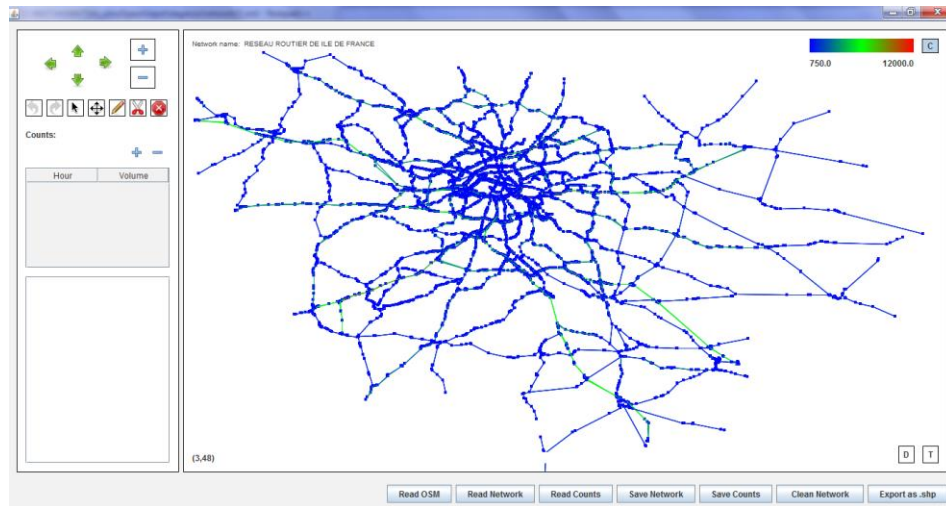 Network name: RESEAU ROUTIER DE ILE DE FRANCE
C
750.0 12000.0
Counts:
Hour Volume
(3,48)
D T
Read OSM Read Network Read Counts Save Network Save Counts Clean Network Export as .shp